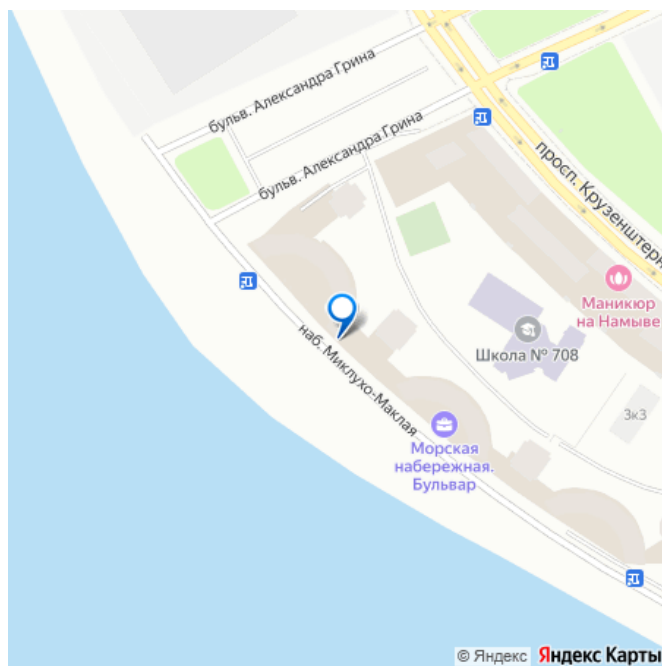 бульв. Александра Грина
бульв. Александра Грина
просп. Крузенштерн
Маникюр
на Намыве
Школа № 708
наб. Миклухо-Маклая
3к3
Морская
набережная.
Бульвар
© Яндекс Яндекс Карты